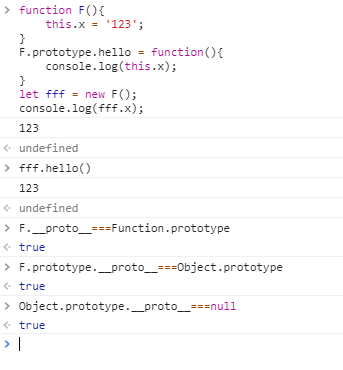 > function F(){
      this.x = '123';
  }
  F.prototype.hello = function(){
      console.log(this.x);
  }
  let fff = new F();
  console.log(fff.x);
  123
<· undefined
> fff.hello()
  123
<· undefined
> F.__proto__===Function.prototype
<· true
> F.prototype.__proto__===Object.prototype
<· true
> Object.prototype.__proto__===null
<· true
>